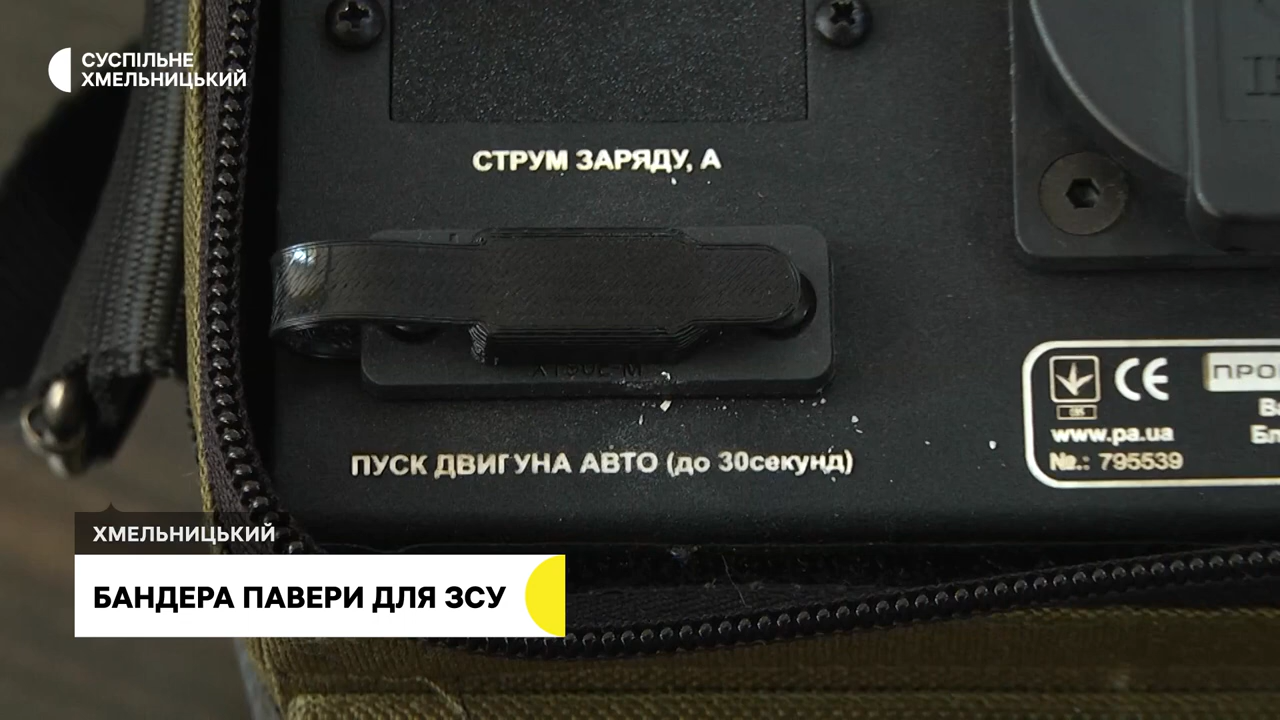 СУСПІЛЬНЕ
ХМЕЛЬНИЦЬКИЙ
СТРУМ ЗАРЯДУ, А
ПУСК ДВИГУНА АВТО (до 30секунд)
CE
www.pa.ua
№.: 795539
ХМЕЛЬНИЦЬКИЙ
БАНДЕРА ПАВЕРИ ДЛЯ ЗСУ